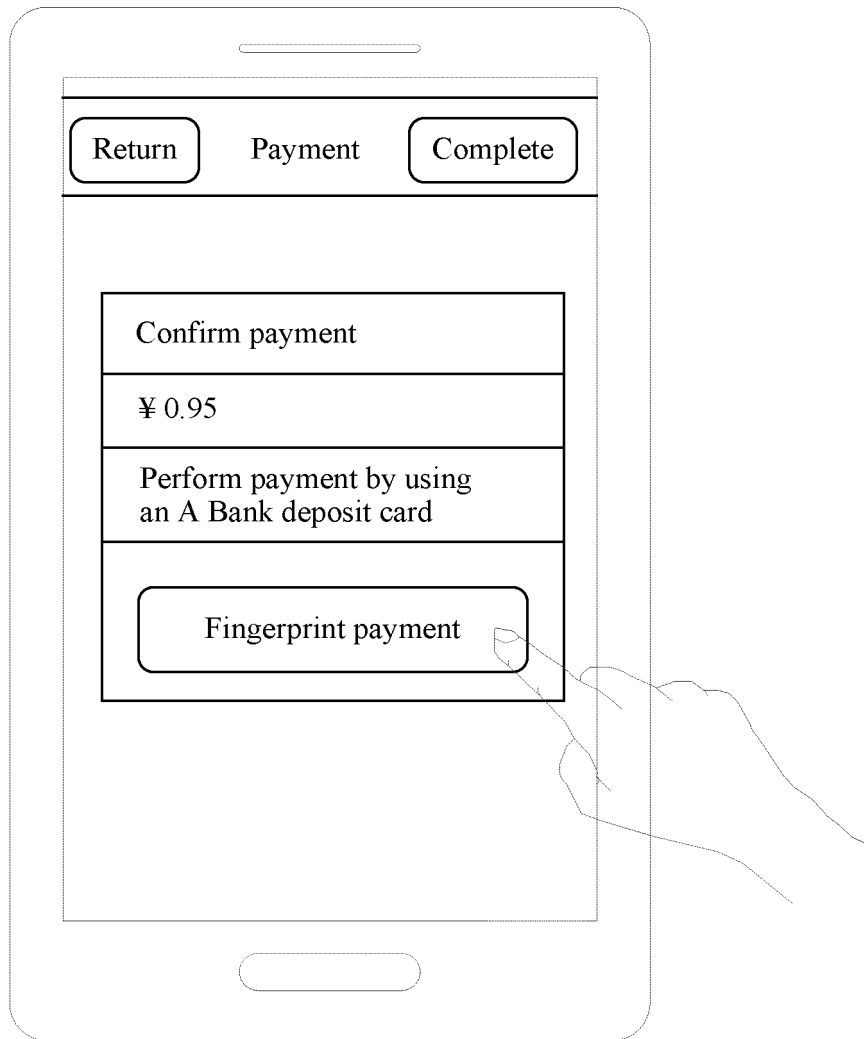 Return Payment Complete
Confirm payment
¥ 0.95
Perform payment by using
an A Bank deposit card
Fingerprint payment